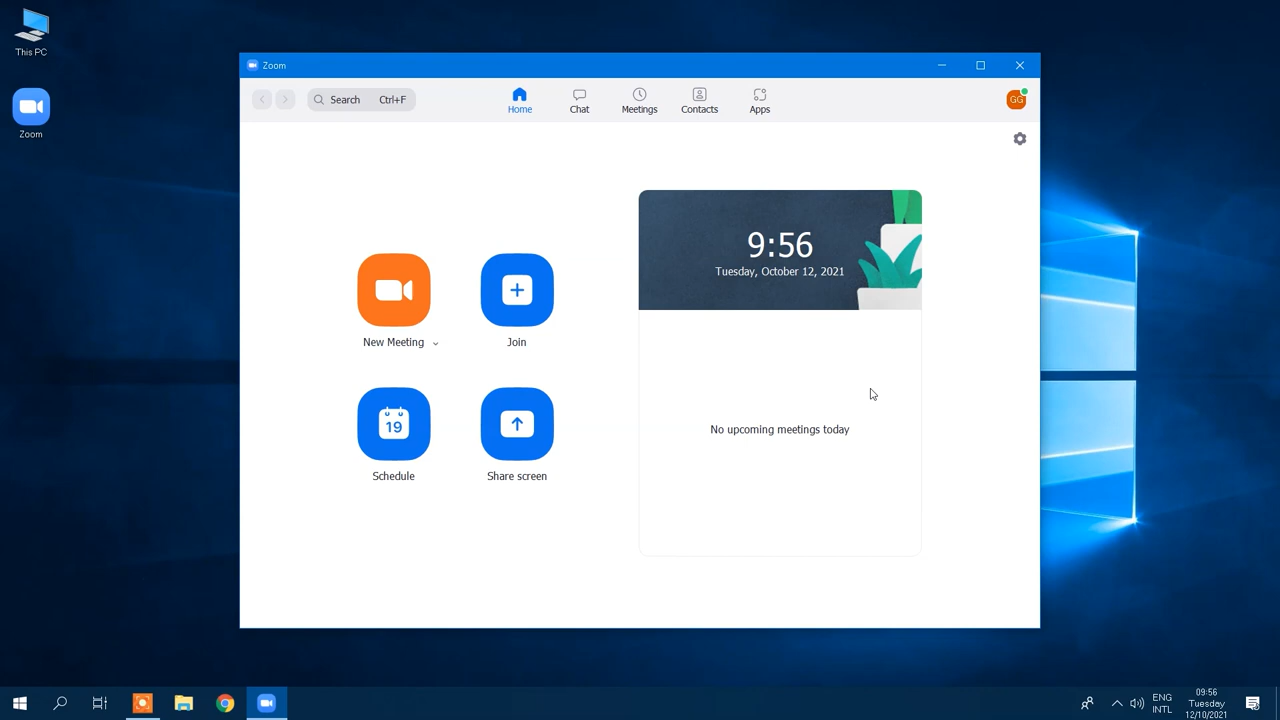 This PC
Zoom
Zoom
Search Ctrl+F
Home
Chat
Meetings
Contacts
Apps
GG
9:56
Tuesday, October 12, 2021
New Meeting
Join
19
Schedule
Share screen
No upcoming meetings today
ENG
INTL
09:56
Tuesday
12/10/2021